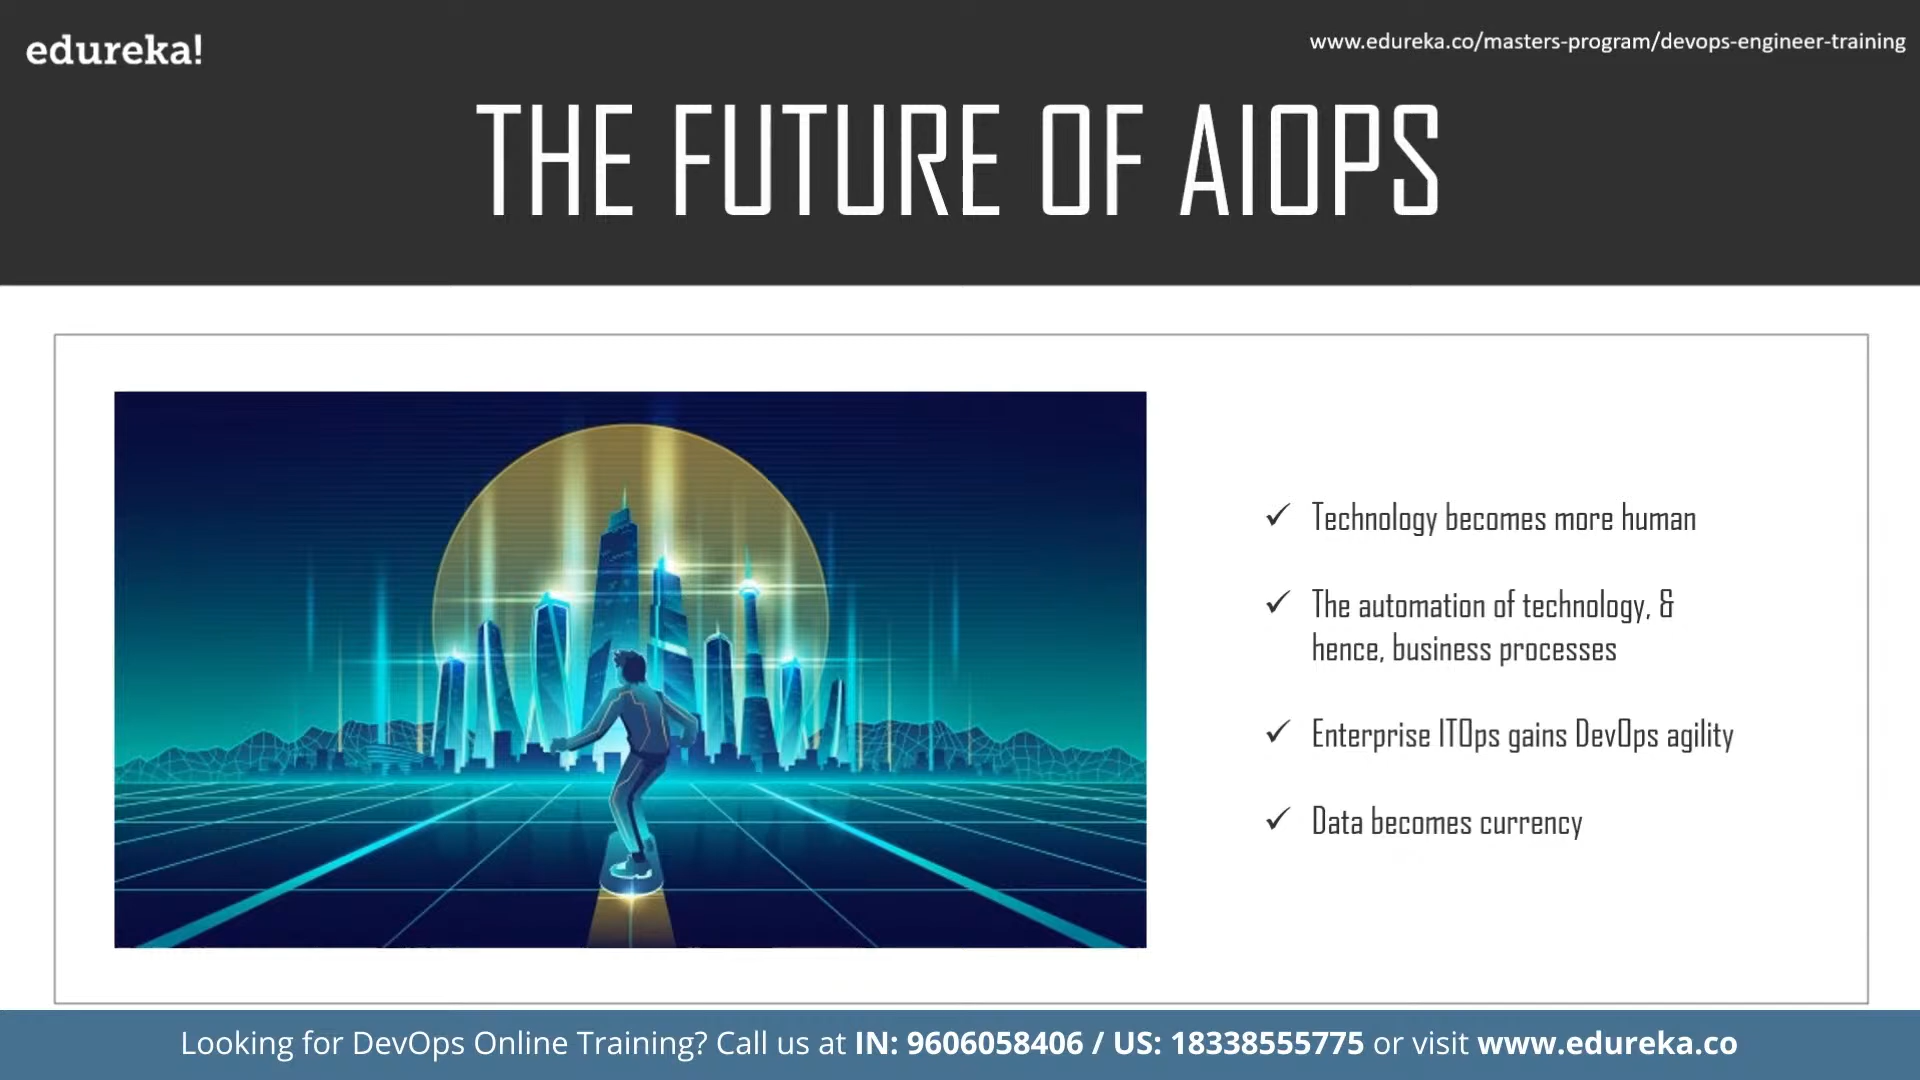 edureka!
www.edureka.co/masters-program/devops-engineer-training
THE FUTURE OF AIOPS
✓ Technology becomes more human
✓ The automation of technology, &
hence, business processes
✓ Enterprise ITOps gains DevOps agility
✓ Data becomes currency
Looking for DevOps Online Training? Call us at IN: 9606058406 / US: 18338555775 or visit www.edureka.co